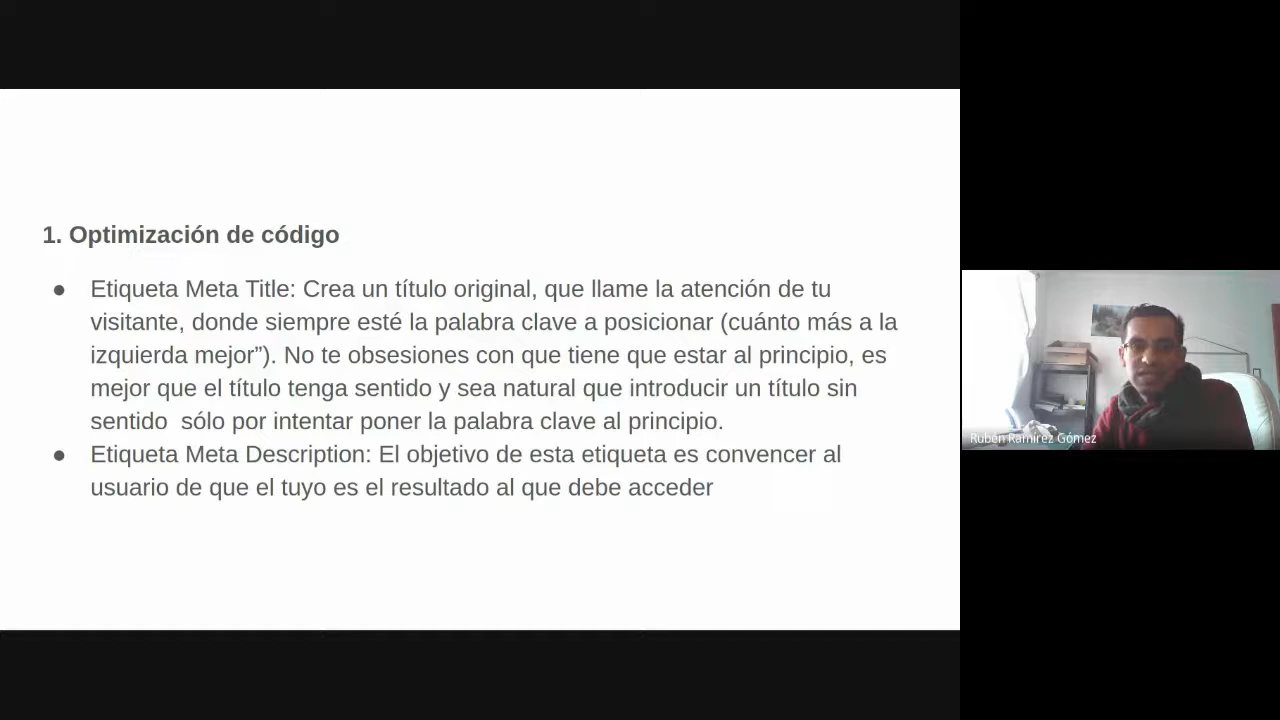 1. Optimización de código
● Etiqueta Meta Title: Crea un título original, que llame la atención de tu
visitante, donde siempre esté la palabra clave a posicionar (cuánto más a la
izquierda mejor”). No te obsesiones con que tiene que estar al principio, es
mejor que el título tenga sentido y sea natural que introducir un título sin
sentido  sólo por intentar poner la palabra clave al principio.
● Etiqueta Meta Description: El objetivo de esta etiqueta es convencer al
usuario de que el tuyo es el resultado al que debe acceder
Rubén Ramírez Gómez